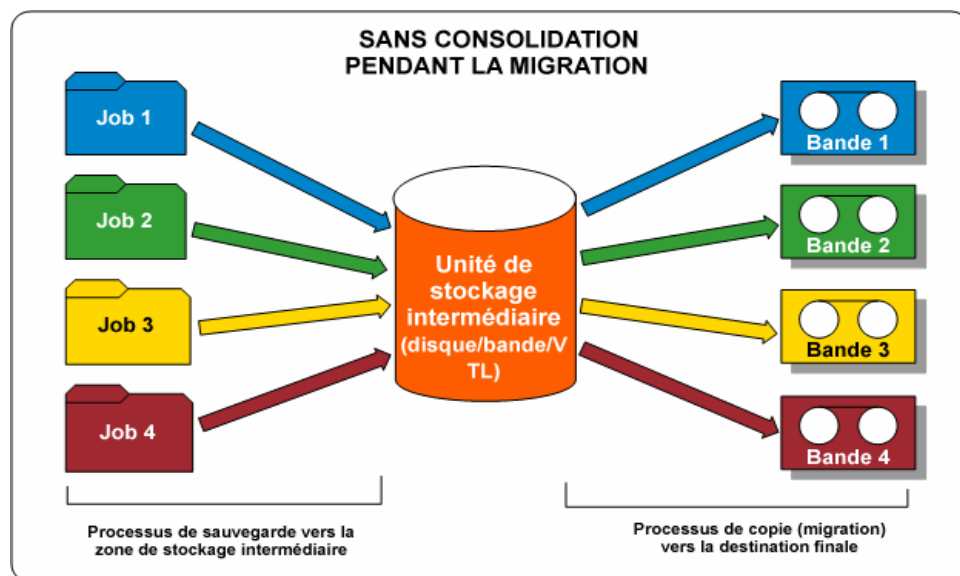 SANS CONSOLIDATION
PENDANT LA MIGRATION
Job 1
Job 2
Job 3
Job 4
Unité de
stockage
intermédiaire
(disque/bande/V
TL)
Bande 1
Bande 2
Bande 3
Bande 4
Processus de sauvegarde vers la
zone de stockage intermédiaire
Processus de copie (migration)
vers la destination finale